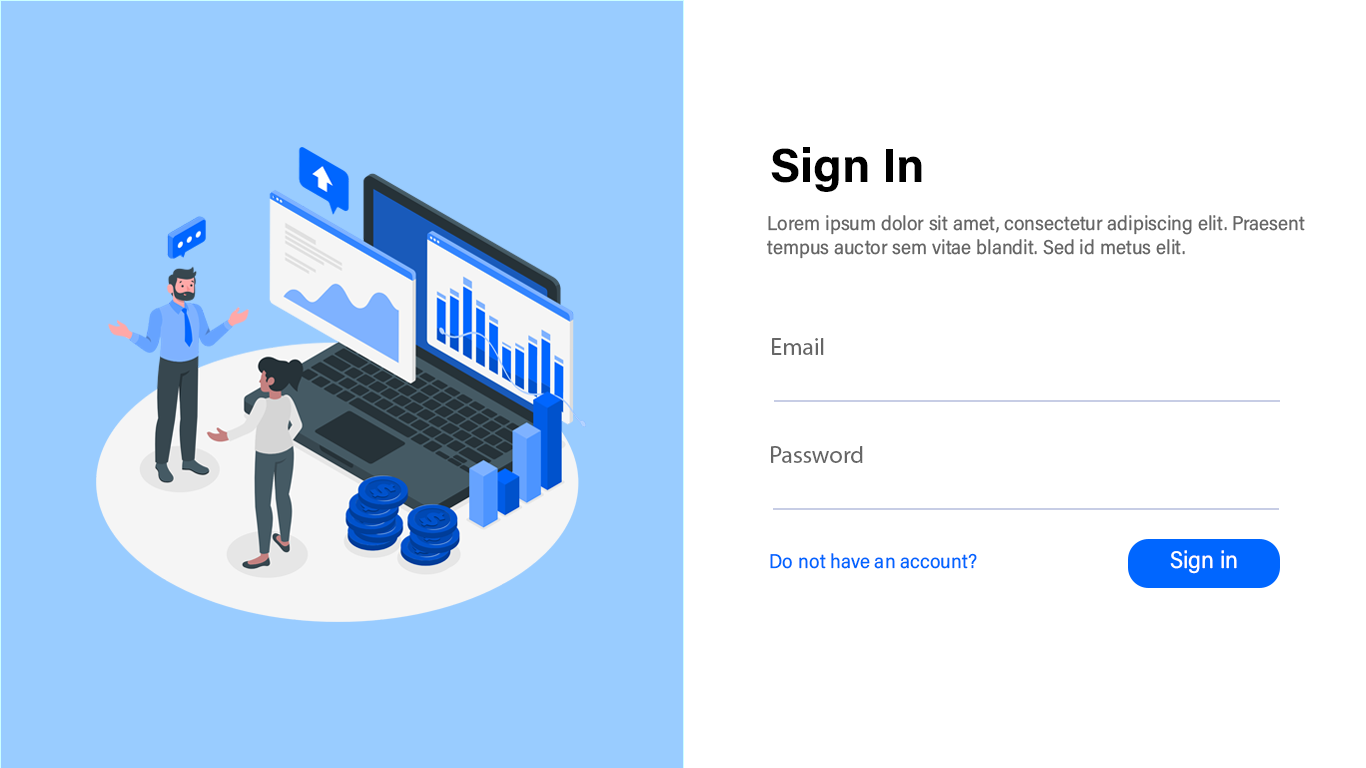 Sign In
Lorem ipsum dolor sit amet, consectetur adipiscing elit. Praesent
tempus auctor sem vitae blandit. Sed id metus elit.
Email
Password
Do not have an account?
Sign in